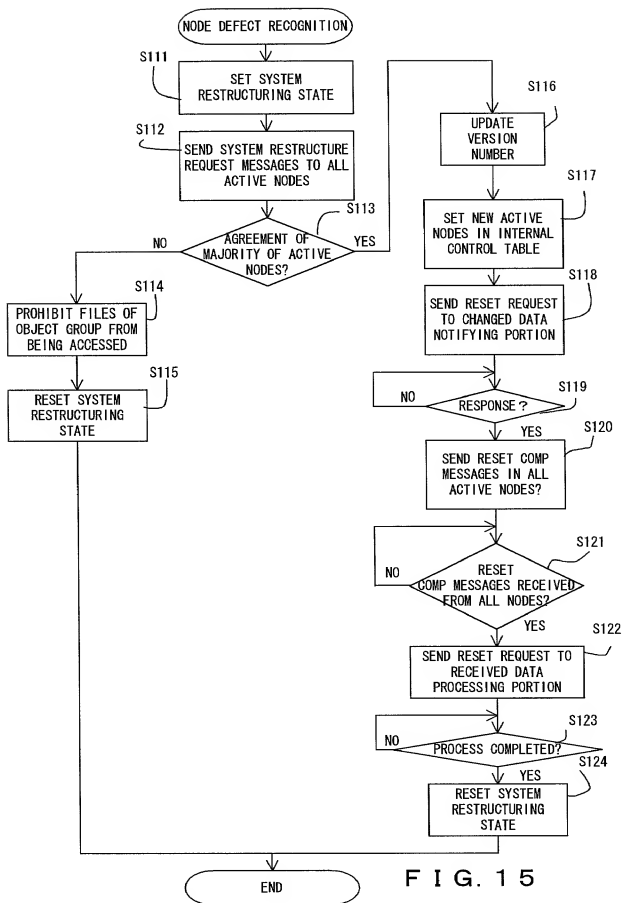 NODE DEFECT RECOGNITION
S111
SET SYSTEM
RESTRUCTURING STATE
S112
SEND SYSTEM RESTRUCTURE
REQUEST MESSAGES TO ALL
ACTIVE NODES
S113
AGREEMENT OF
MAJORITY OF ACTIVE
NODES?
NO
YES
S114
PROHIBIT FILES OF
OBJECT GROUP FROM
BEING ACCESSED
S115
RESET SYSTEM
RESTRUCTURING
STATE
S116
UPDATE
VERSION
NUMBER
S117
SET NEW ACTIVE
NODES IN INTERNAL
CONTROL TABLE
S118
SEND RESET REQUEST
TO CHANGED DATA
NOTIFYING PORTION
S119
RESPONSE?
NO
YES
S120
SEND RESET COMP
MESSAGES IN ALL
ACTIVE NODES?
S121
RESET
COMP MESSAGES RECEIVED
FROM ALL NODES?
NO
YES
S122
SEND RESET REQUEST TO
RECEIVED DATA
PROCESSING PORTION
S123
PROCESS COMPLETED?
NO
YES
S124
RESET SYSTEM
RESTRUCTURING
STATE
END
FIG. 15